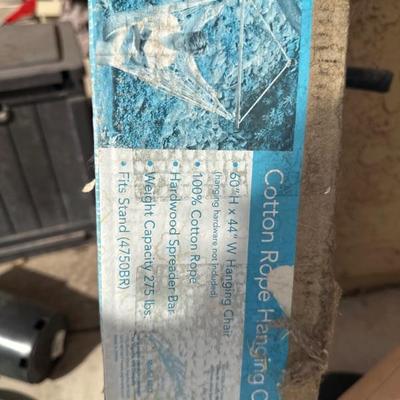 Cotton Rope Hanging C
• 60"H x 44" W Hanging Chair
(hanging hardware not included)
• 100% Cotton Rope
• Hardwood Spreader Bar
• Weight Capacity 275 lbs.
• Fits Stand (4750BR)